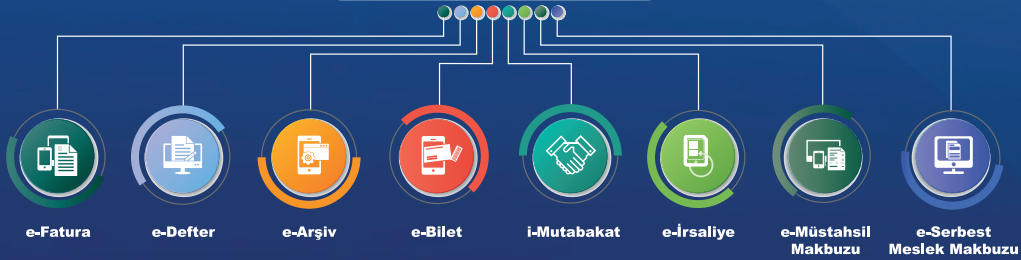 e-Fatura
e-Defter
e-Arşiv
e-Bilet
i-Mutabakat
e-İrsaliye
e-Müstahsil
Makbuzu
e-Serbest
Meslek Makbuzu